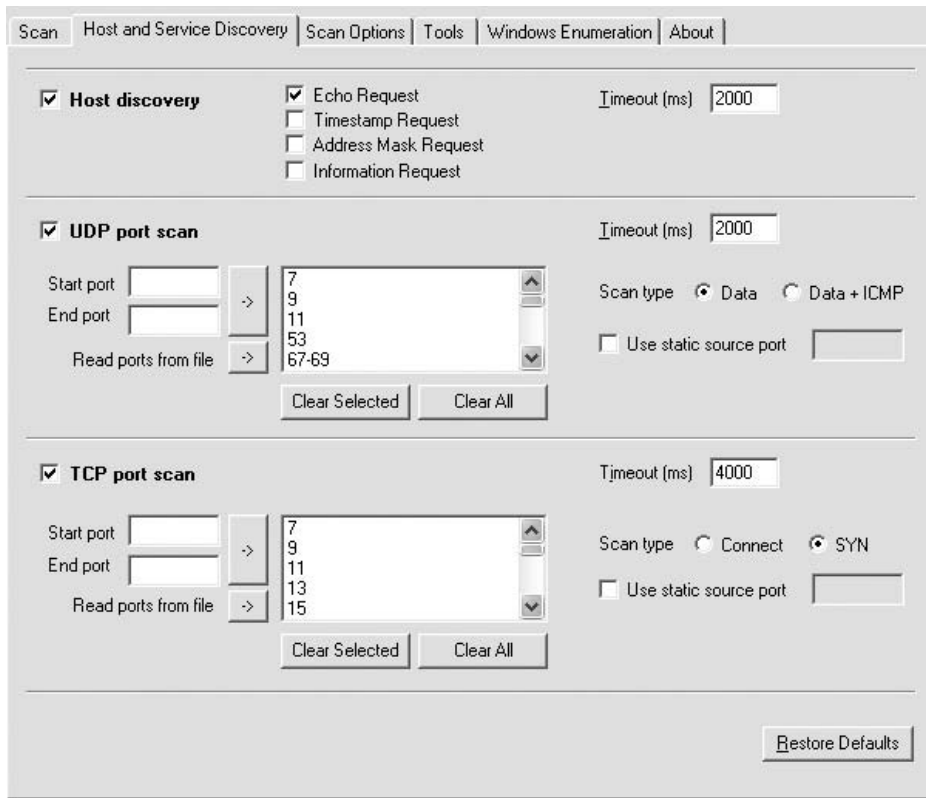 Scan Host and Service Discovery Scan Options Tools Windows Enumeration About
Host discovery
Echo Request
Timestamp Request
Address Mask Request
Information Request
Timeout (ms) 2000
UDP port scan
Timeout (ms) 2000
Start port
End port
->
Read ports from file ->
7
9
11
53
67-69
Clear Selected Clear All
Scan type Data Data + ICMP
Use static source port
TCP port scan
Timeout (ms) 4000
Start port
End port
->
Read ports from file ->
7
9
11
13
15
Clear Selected Clear All
Scan type Connect SYN
Use static source port
Restore Defaults